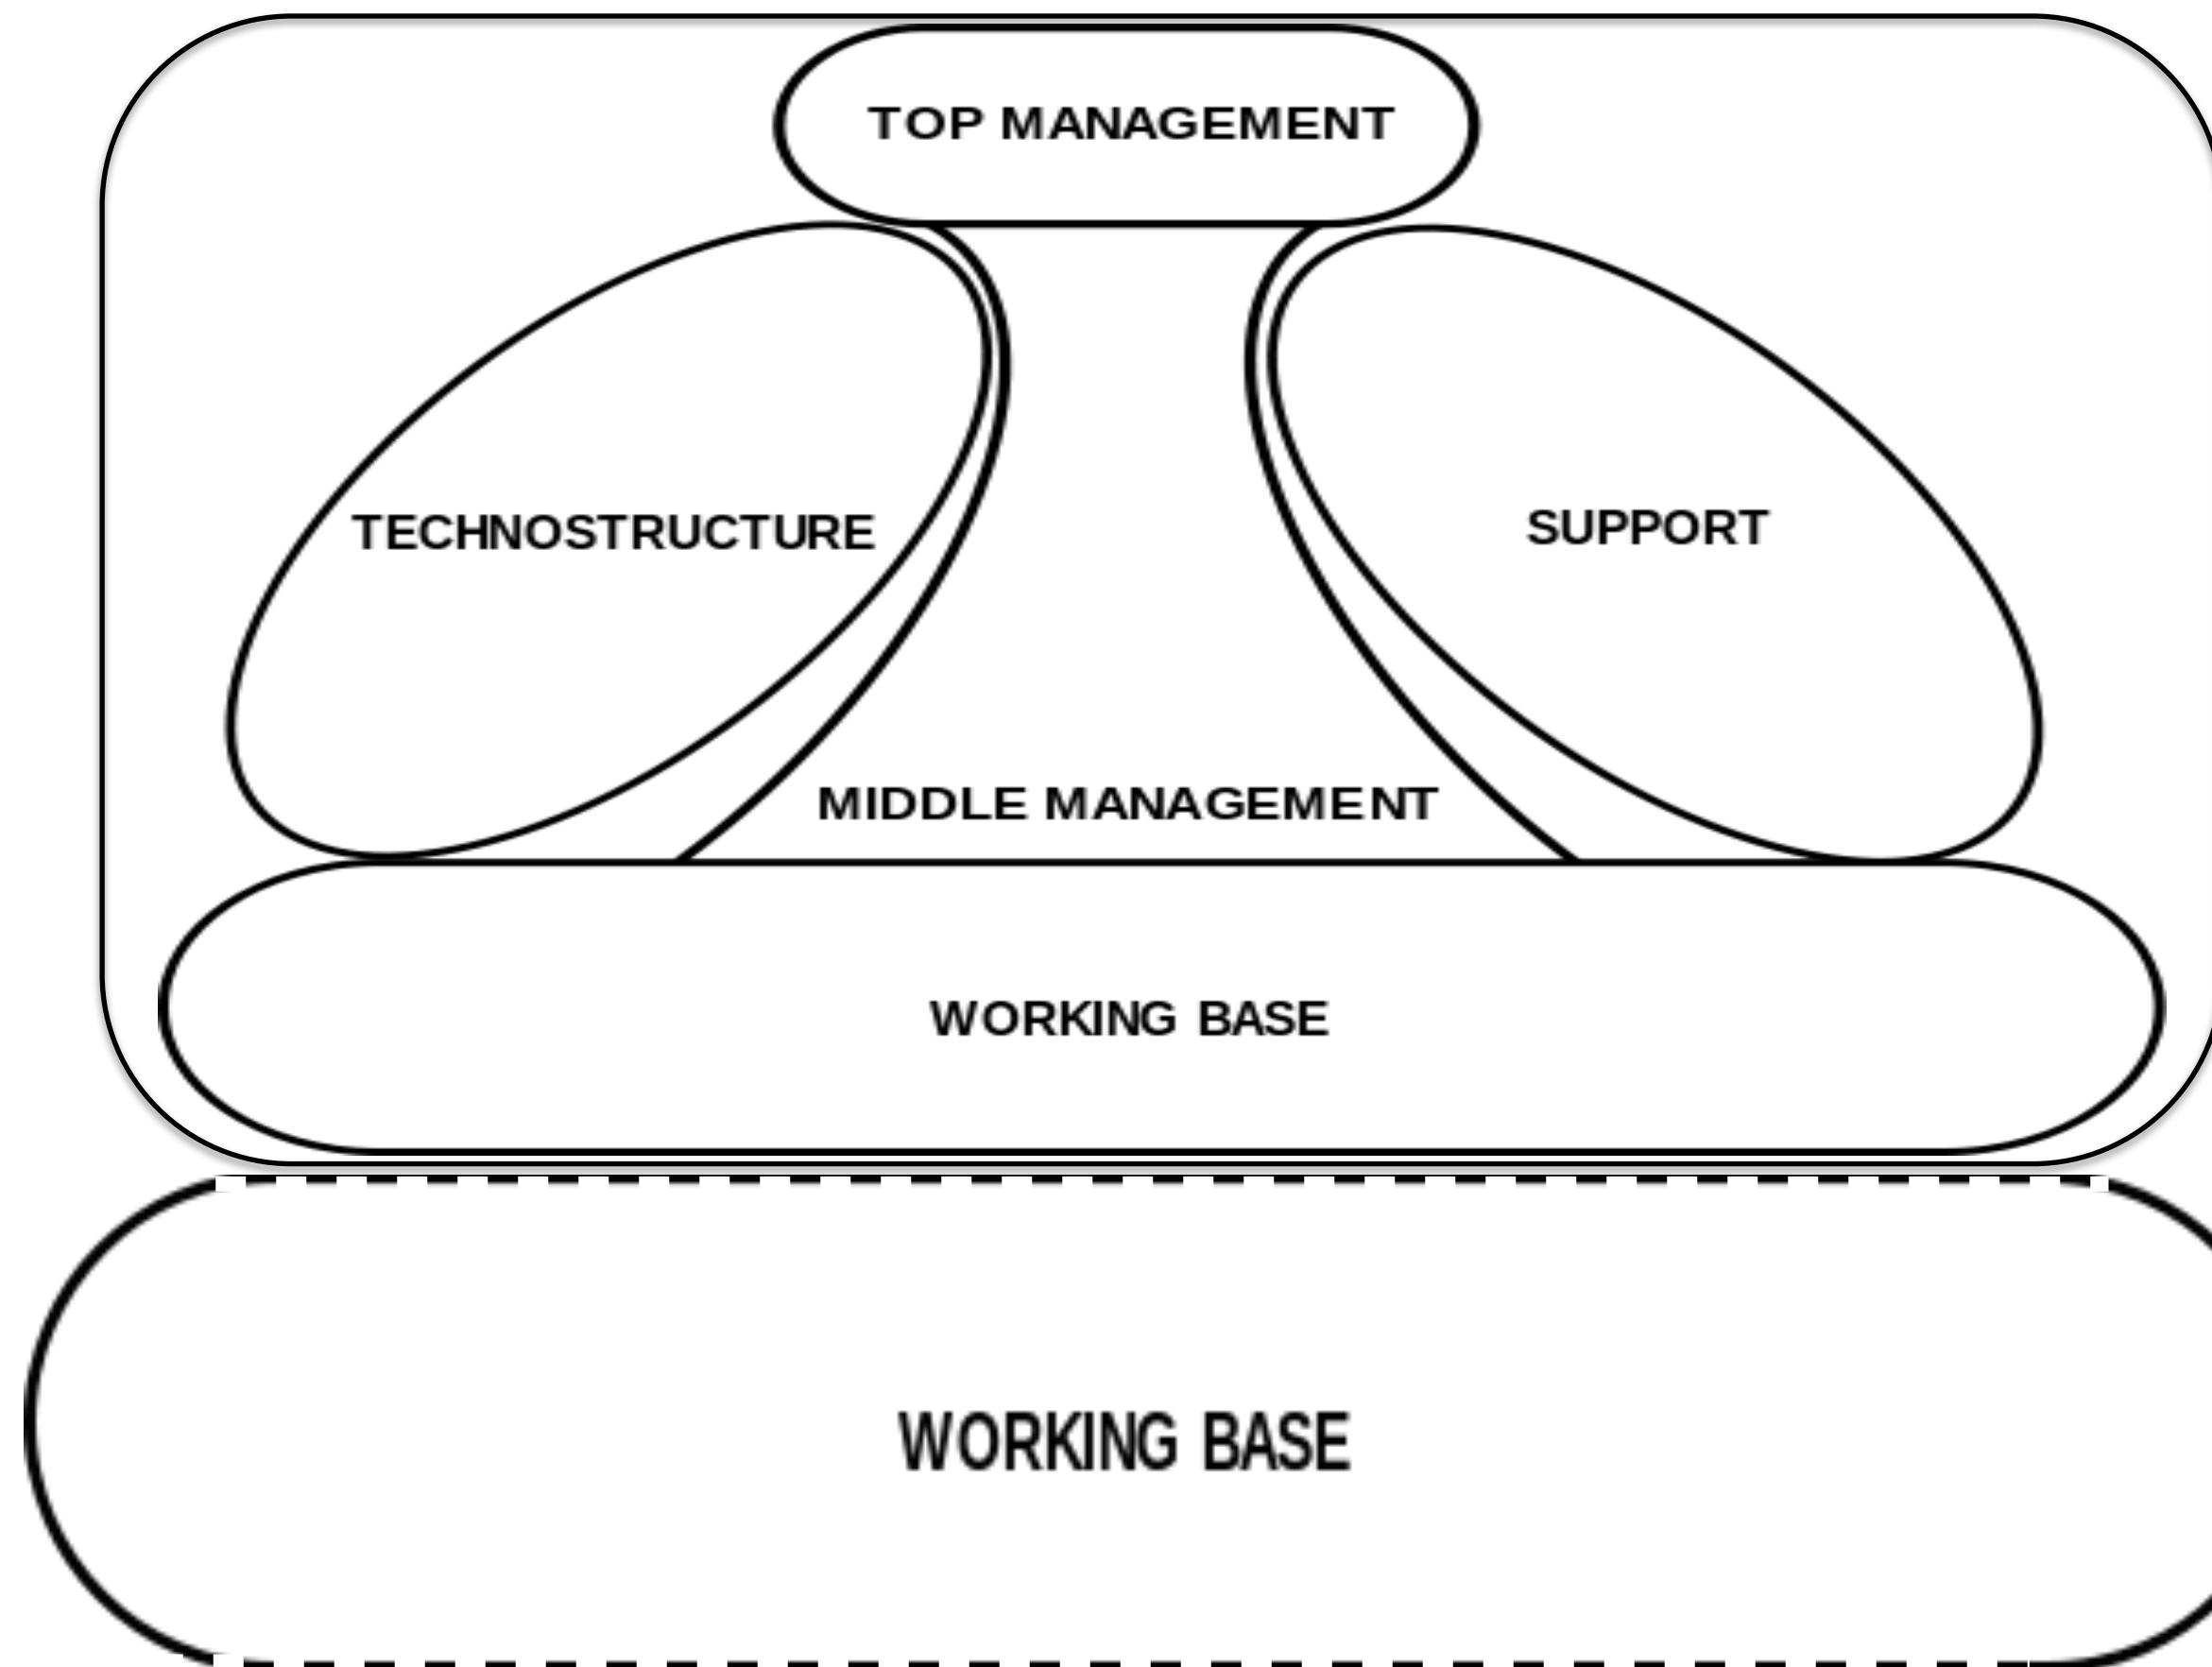 TOP MANAGEMENT
TECHNOSTRUCTURE
SUPPORT
MIDDLE MANAGEMENT
WORKING BASE
WORKING BASE